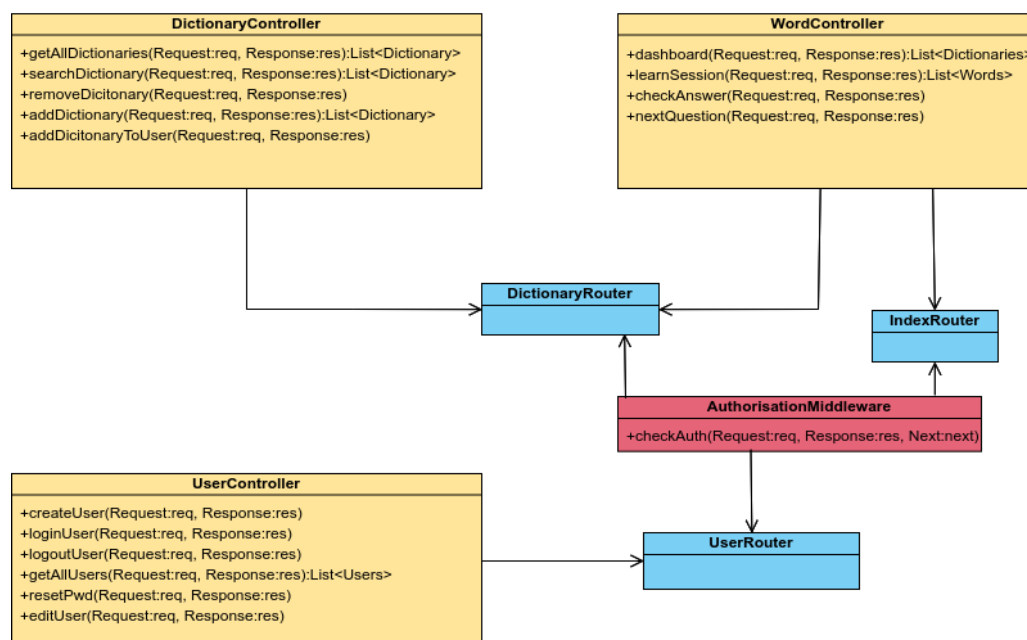 DictionaryController
+getAllDictionaries(Request:req, Response:res):List<Dictionary>
+searchDictionary(Request:req, Response:res):List<Dictionary>
+removeDicitonary(Request:req, Response:res)
+addDictionary(Request:req, Response:res):List<Dictionary>
+addDicitonaryToUser(Request:req, Response:res)
WordController
+dashboard(Request:req, Response:res):List<Dictionaries>
+learnSession(Request:req, Response:res):List<Words>
+checkAnswer(Request:req, Response:res)
+nextQuestion(Request:req, Response:res)
DictionaryRouter
IndexRouter
AuthorisationMiddleware
+checkAuth(Request:req, Response:res, Next:next)
UserController
+createUser(Request:req, Response:res)
+loginUser(Request:req, Response:res)
+logoutUser(Request:req, Response:res)
+getAllUsers(Request:req, Response:res):List<Users>
+resetPwd(Request:req, Response:res)
+editUser(Request:req, Response:res)
UserRouter